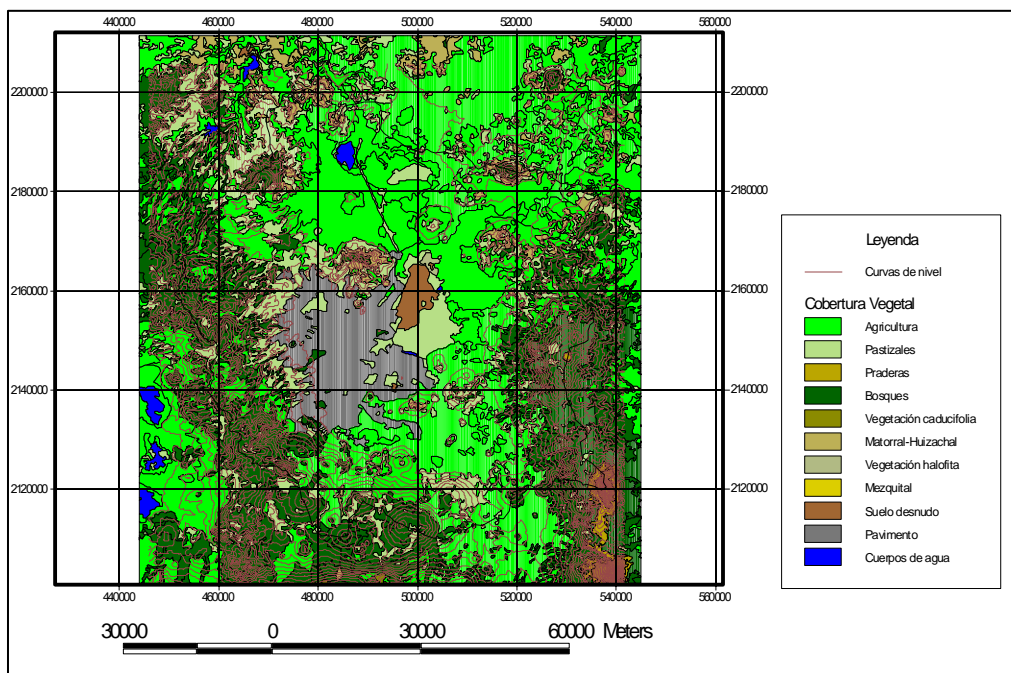 440000 460000 480000 500000 520000 540000 560000
2200000 2200000
2180000 2180000
2160000 2160000
2140000 2140000
2120000 2120000
440000 460000 480000 500000 520000 540000 560000
30000 0 30000 60000 Meters
Leyenda
Curvas de nivel
Cobertura Vegetal
Agricultura
Pastizales
Praderas
Bosques
Vegetación caducifolia
Matorral-Huizachal
Vegetación halofita
Mezquital
Suelo desnudo
Pavimento
Cuerpos de agua